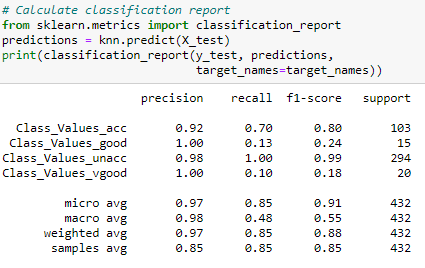 # Calculate classification report
from sklearn.metrics import classification_report
predictions = knn.predict(X_test)
print(classification_report(y_test, predictions,
                            target_names=target_names))
                    precision    recall  f1-score   support
  Class_Values_acc       0.92      0.70      0.80       103
 Class_Values_good       1.00      0.13      0.24        15
Class_Values_unacc       0.98      1.00      0.99       294
Class_Values_vgood       1.00      0.10      0.18        20
         micro avg       0.97      0.85      0.91       432
         macro avg       0.98      0.48      0.55       432
      weighted avg       0.97      0.85      0.88       432
       samples avg       0.85      0.85      0.85       432